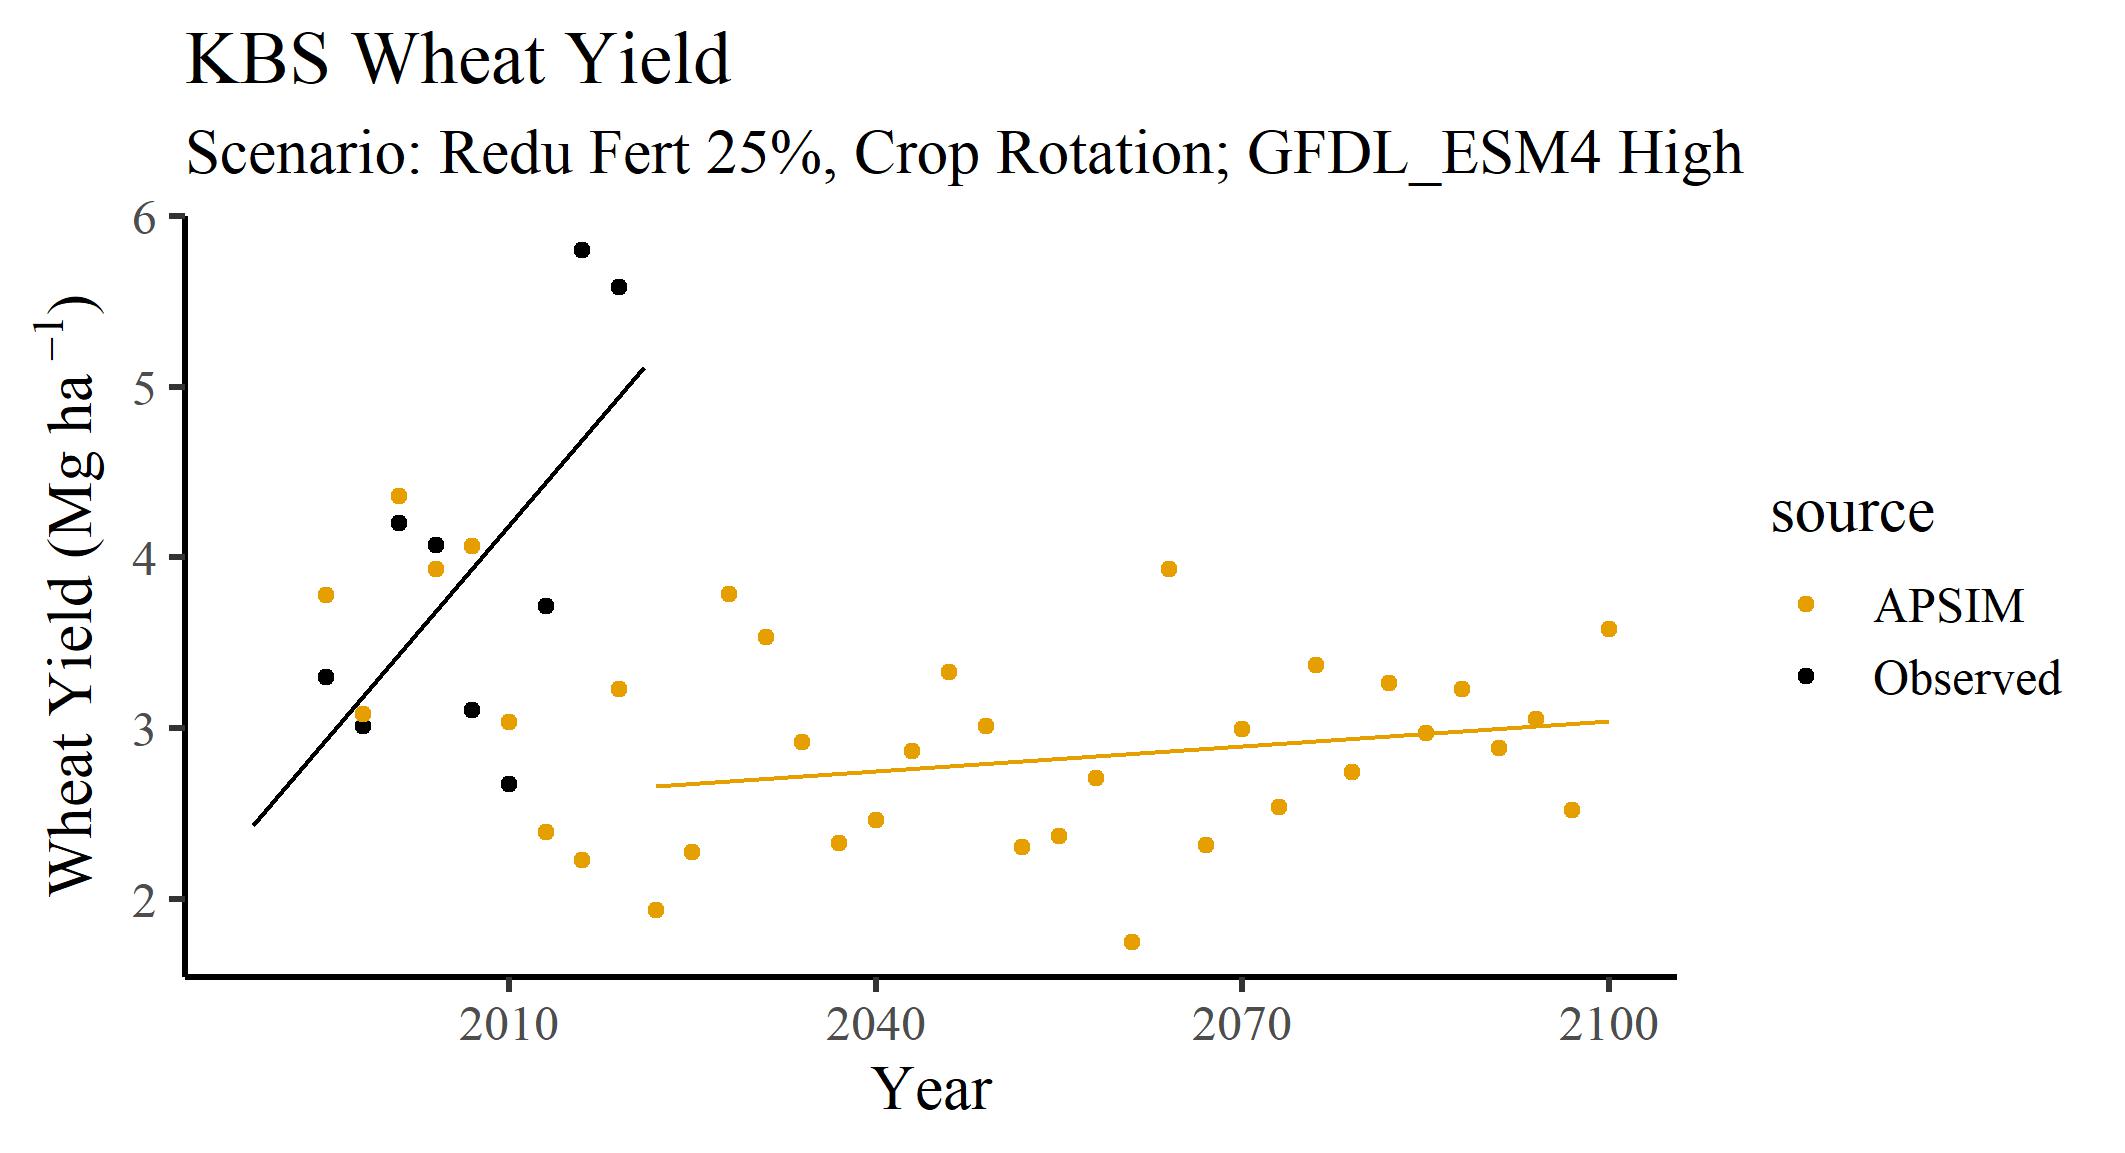 KBS Wheat Yield
Scenario: Redu Fert 25%, Crop Rotation; GFDL_ESM4 High
Wheat Yield (Mg ha ⁻¹)
6
5
4
3
2
2010 2040 2070 2100
Year
source
APSIM
Observed